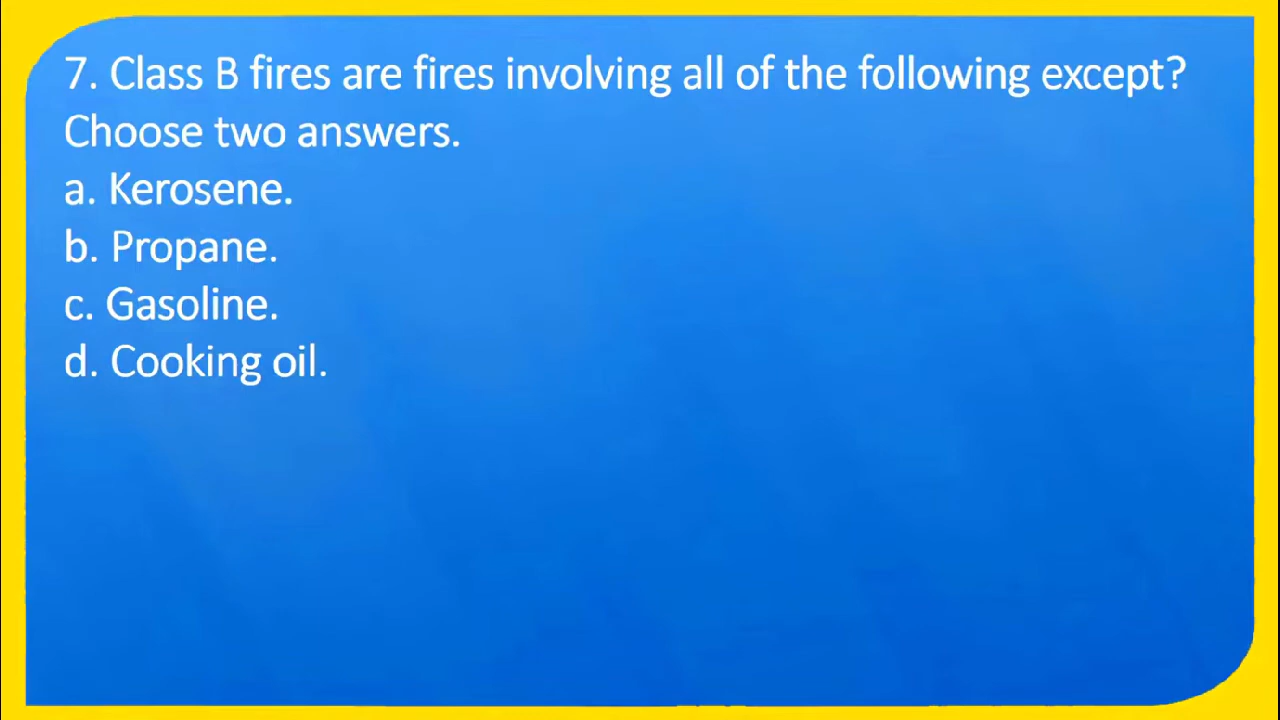 7. Class B fires are fires involving all of the following except?
Choose two answers.
a. Kerosene.
b. Propane.
c. Gasoline.
d. Cooking oil.